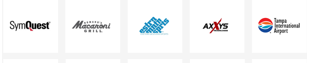 SymQuest
ROMANO'S
Macaroni
GRILL
AXXYS
Tampa
International
Airport